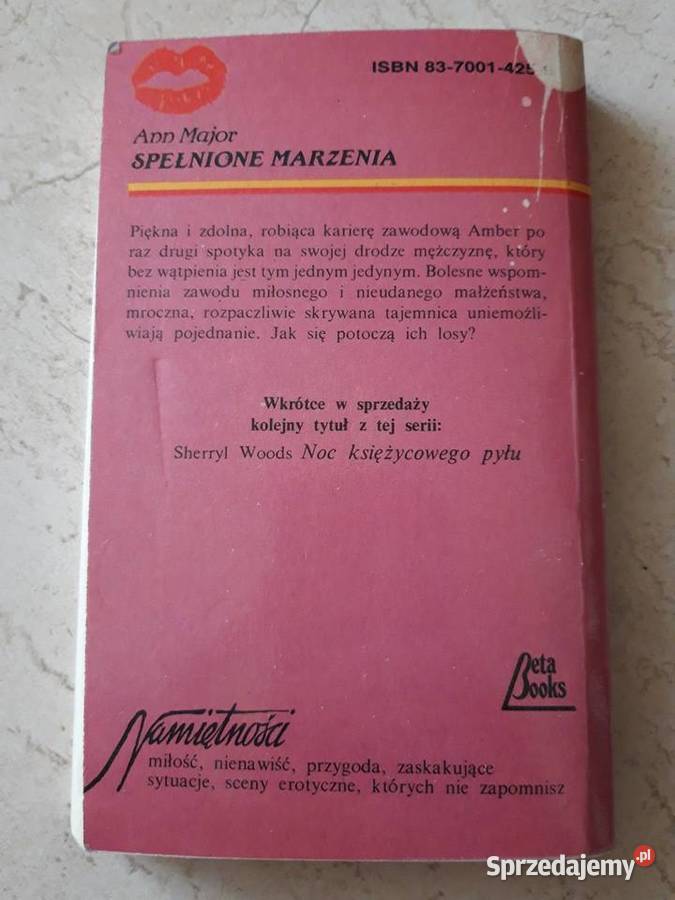 ISBN 83-7001-425
Ann Major
SPEŁNIONE MARZENIA
Piękna i zdolna, robiąca karierę zawodową Amber po
raz drugi spotyka na swojej drodze mężczyznę, który
bez wątpienia jest tym jednym jedynym. Bolesne wspom-
nienia zawodu miłosnego i nieudanego małżeństwa,
mroczna, rozpaczliwie skrywana tajemnica uniemożli-
wiają pojednanie. Jak się potoczą ich losy?
Wkrótce w sprzedaży
kolejny tytuł z tej serii:
Sherryl Woods Noc księżycowego pyłu
Beta
Books
Namiętności
miłość, nienawiść, przygoda, zaskakujące
sytuacje, sceny erotyczne, których nie zapomnisz
Sprzedajemy.pl